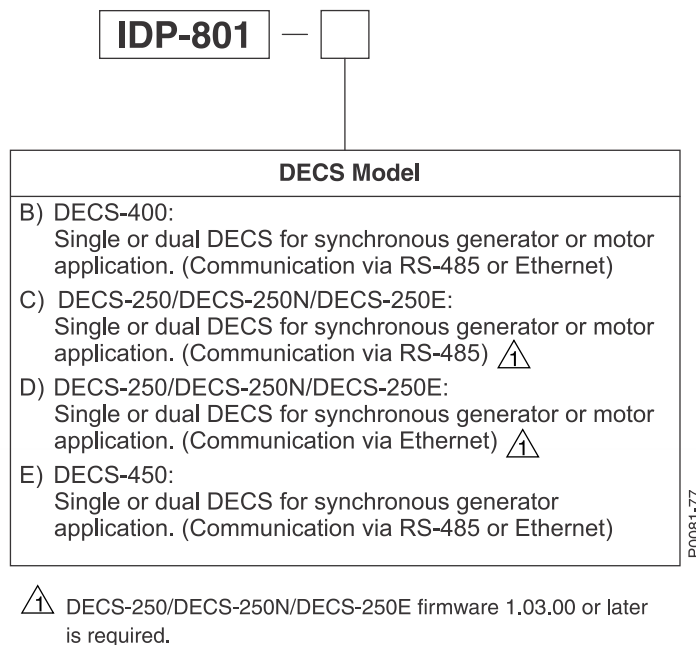 IDP-801 —
DECS Model
B) DECS-400:
Single or dual DECS for synchronous generator or motor
application. (Communication via RS-485 or Ethernet)
C) DECS-250/DECS-250N/DECS-250E:
Single or dual DECS for synchronous generator or motor
application. (Communication via RS-485) 1
D) DECS-250/DECS-250N/DECS-250E:
Single or dual DECS for synchronous generator or motor
application. (Communication via Ethernet) 1
E) DECS-450:
Single or dual DECS for synchronous generator
application. (Communication via RS-485 or Ethernet)
P0081-77
1 DECS-250/DECS-250N/DECS-250E firmware 1.03.00 or later
is required.